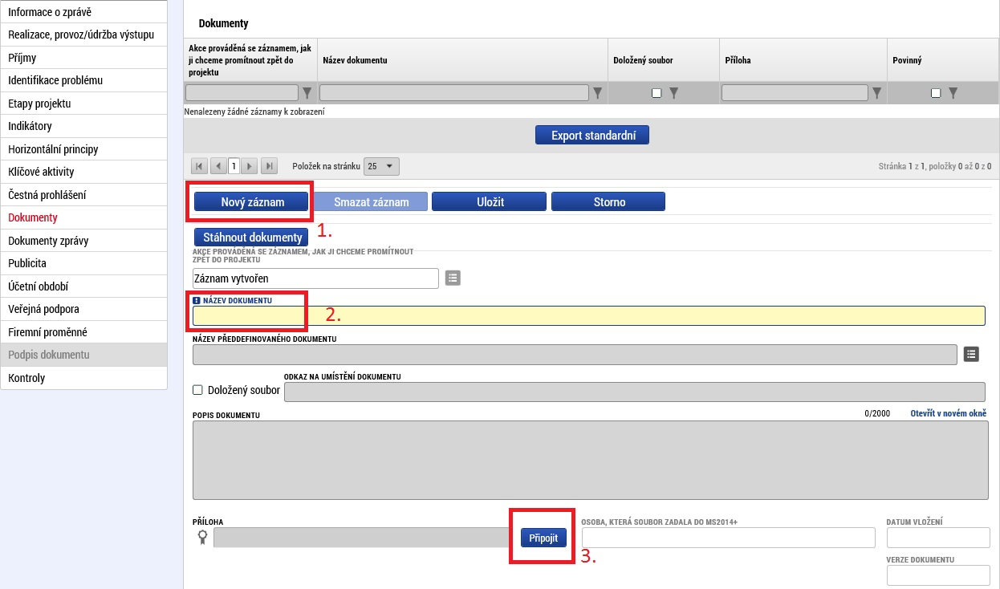 Informace o zprávě
Realizace, provoz/údržba výstupu
Příjmy
Identifikace problému
Etapy projektu
Indikátory
Horizontální principy
Klíčové aktivity
Čestná prohlášení
Dokumenty
Dokumenty zprávy
Publicita
Účetní období
Veřejná podpora
Firemní proměnné
Podpis dokumentu
Kontroly
Dokumenty
Akce prováděná se záznamem, jak
ji chceme promítnout zpět do
projektu
Název dokumentu
Doložený soubor
Příloha
Povinný
Nenalezeny žádné záznamy k zobrazení
Export standardní
1
Položek na stránku 25
Stránka 1 z 1, položky 0 až 0 z 0
Nový záznam
Smazat záznam
Uložit
Storno
1.
Stáhnout dokumenty
AKCE PROVÁDĚNÁ SE ZÁZNAMEM, JAK JI CHCEME PROMÍTNOUT
ZPĚT DO PROJEKTU
Záznam vytvořen
NÁZEV DOKUMENTU
2.
NÁZEV PŘEDDEFINOVANÉHO DOKUMENTU
ODKAZ NA UMÍSTĚNÍ DOKUMENTU
Doložený soubor
POPIS DOKUMENTU
0/2000
Otevřít v novém okně
PŘÍLOHA
Připojit
3.
OSOBA, KTERÁ SOUBOR ZADALA DO MS2014+
DATUM VLOŽENÍ
VERZE DOKUMENTU